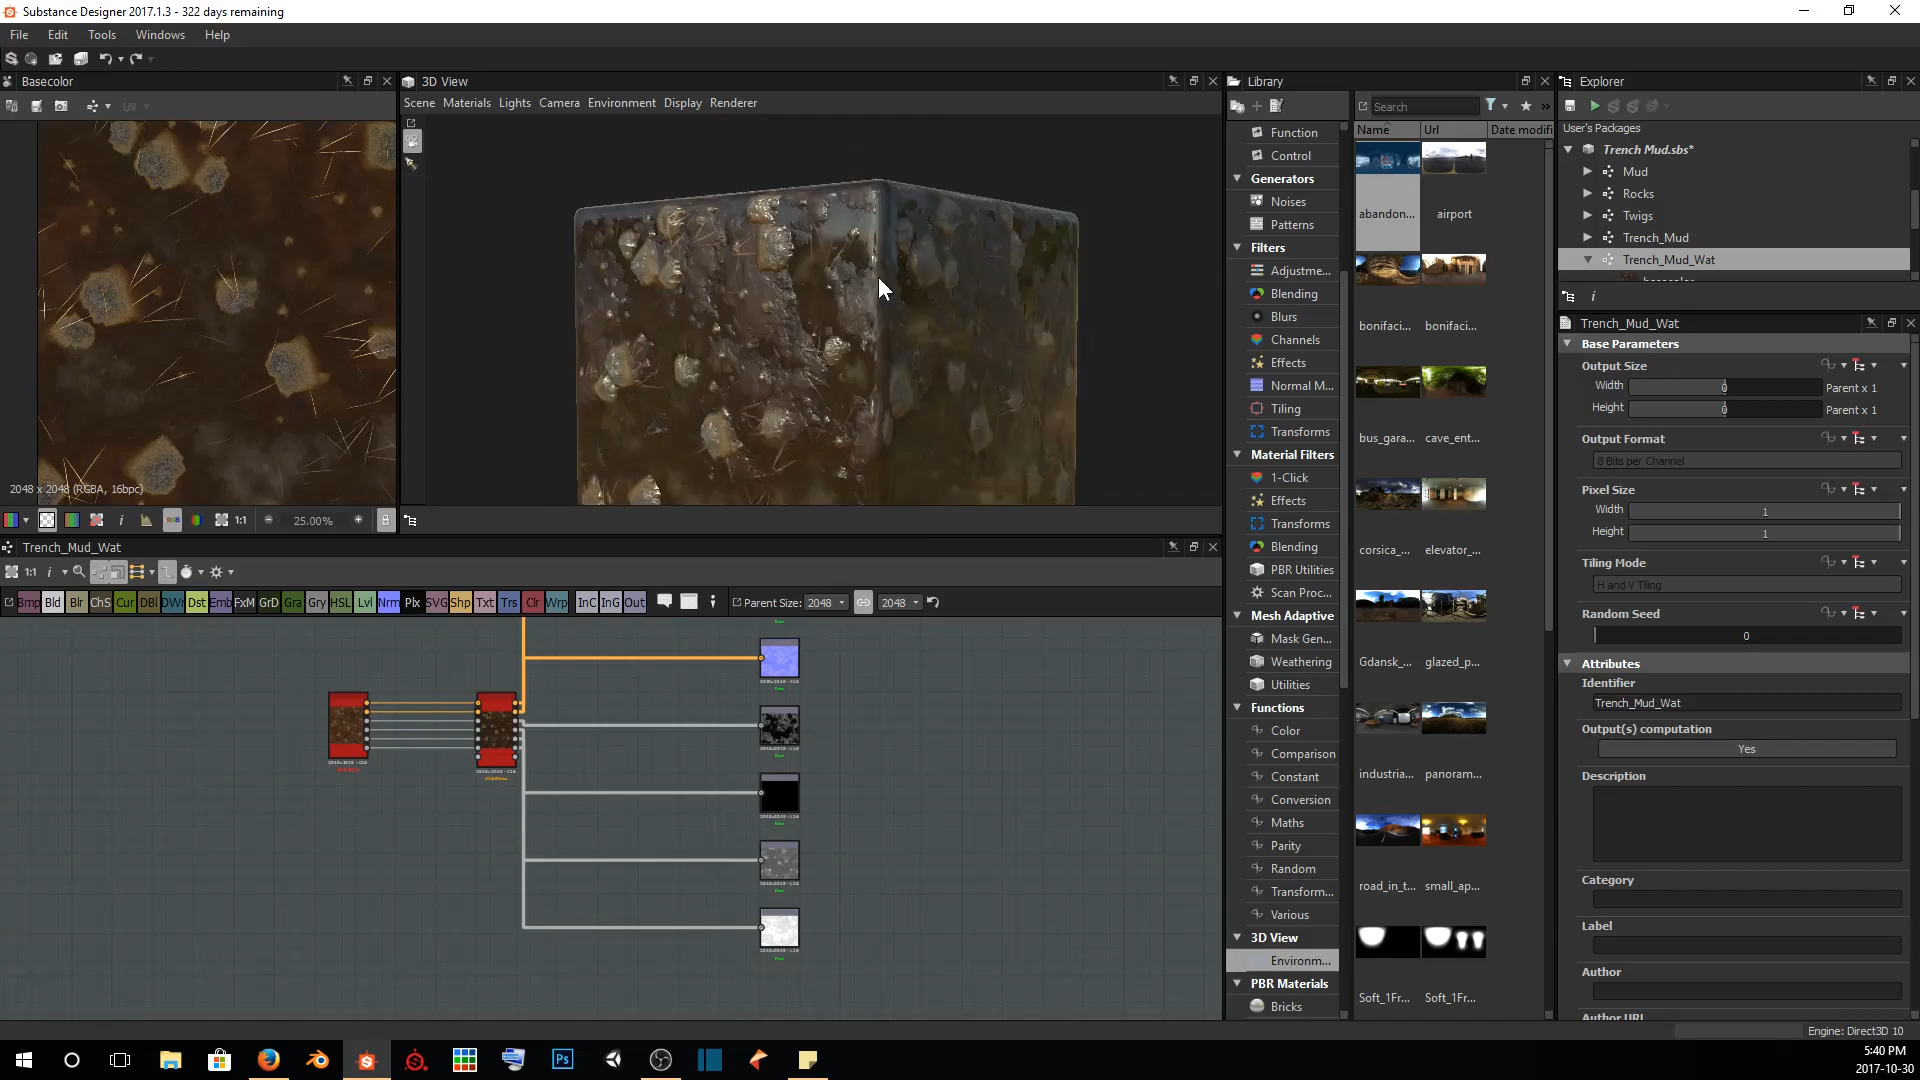 Substance Designer 2017.1.3 - 322 days remaining
File Edit Tools Windows Help
Basecolor
UV
2048 x 2048 (RGBA, 16bpc)
1:1 25.00%
3D View
Scene Materials Lights Camera Environment Display Renderer
Trench_Mud_Wat
1:1
Bmp Bld Blr ChS Cur DBl DWr Dst Emb FxM GrD Gra Gry HSL Lvl Nrm Plx SVG Shp Txt Trs Clr Wrp InC InG Out Parent Size: 2048 2048
Library
Search
Name Url Date modifi
Function
Control
Generators
Noises
Patterns
Filters
Adjustme...
Blending
Blurs
Channels
Effects
Normal M...
Tiling
Transforms
Material Filters
1-Click
Effects
Transforms
Blending
PBR Utilities
Scan Proc...
Mesh Adaptive
Mask Gen...
Weathering
Utilities
Functions
Color
Comparison
Constant
Conversion
Maths
Parity
Random
Transform...
Various
3D View
Environm...
PBR Materials
Bricks
abandon... airport
bonifaci... bonifaci...
bus_gara... cave_ent...
corsica_... elevator_...
Gdansk_... glazed_p...
industria... panoram...
road_in_t... small_ap...
Soft_1Fr... Soft_1Fr...
Explorer
User's Packages
Trench Mud.sbs*
Mud
Rocks
Twigs
Trench_Mud
Trench_Mud_Wat
basecolor
Trench_Mud_Wat
Base Parameters
Output Size
Width 0 Parent x 1
Height 0 Parent x 1
Output Format
8 Bits per Channel
Pixel Size
Width 1
Height 1
Tiling Mode
H and V Tiling
Random Seed
0
Attributes
Identifier
Trench_Mud_Wat
Output(s) computation
Yes
Description
Category
Label
Author
Author URL
Engine: Direct3D 10
Ps
5:40 PM
2017-10-30